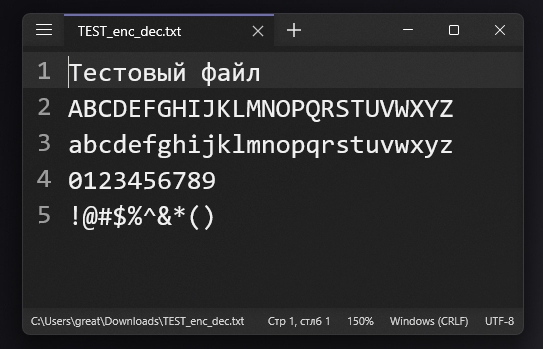 TEST_enc_dec.txt
1 Тестовый файл
2 ABCDEFGHIJKLMNOPQRSTUVWXYZ
3 abcdefghijklmnopqrstuvwxyz
4 0123456789
5 !@#$%^&*()
C:\Users\great\Downloads\TEST_enc_dec.txt Стр 1, стлб 1 150% Windows (CRLF) UTF-8